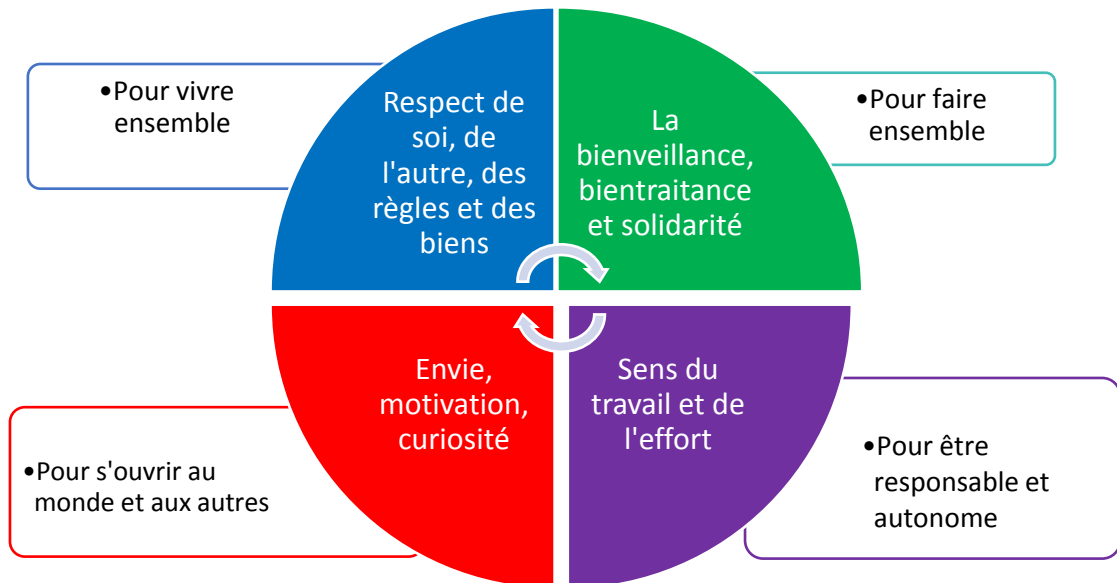 •Pour vivre
ensemble
Respect de
soi, de
l'autre, des
règles et des
biens
La
bienveillance,
bientraitance
et solidarité
•Pour faire
ensemble
•Pour s'ouvrir au
monde et aux autres
Envie,
motivation,
curiosité
Sens du
travail et de
l'effort
•Pour être
responsable et
autonome